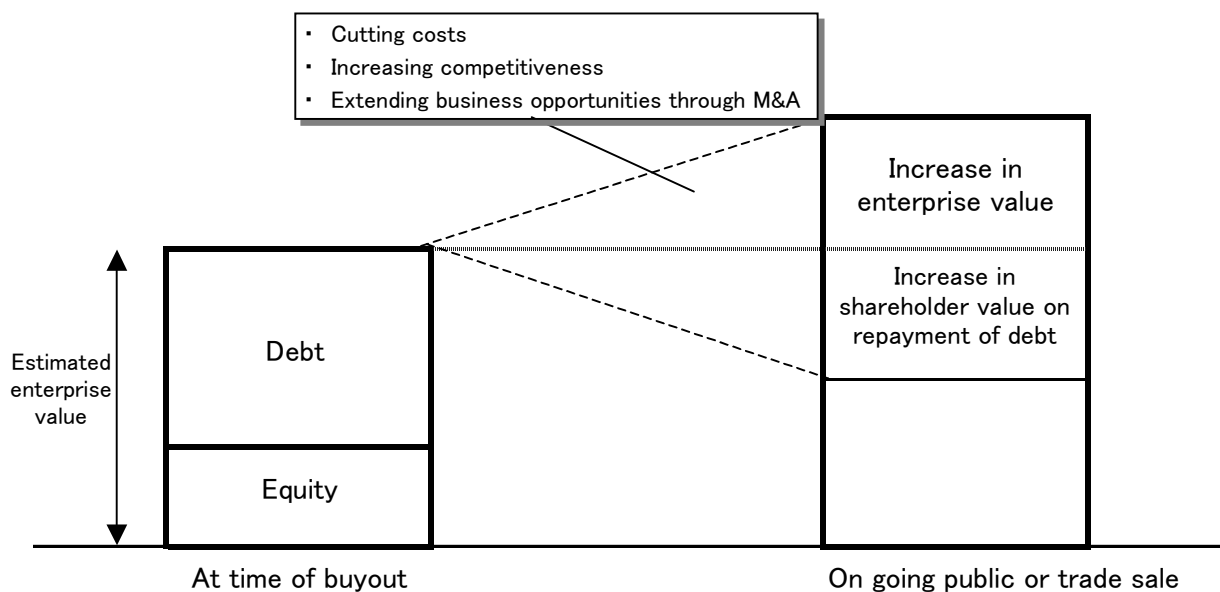 ・ Cutting costs
・ Increasing competitiveness
・ Extending business opportunities through M&A
Increase in
enterprise value
Increase in
shareholder value on
repayment of debt
Debt
Estimated
enterprise
value
Equity
At time of buyout
On going public or trade sale